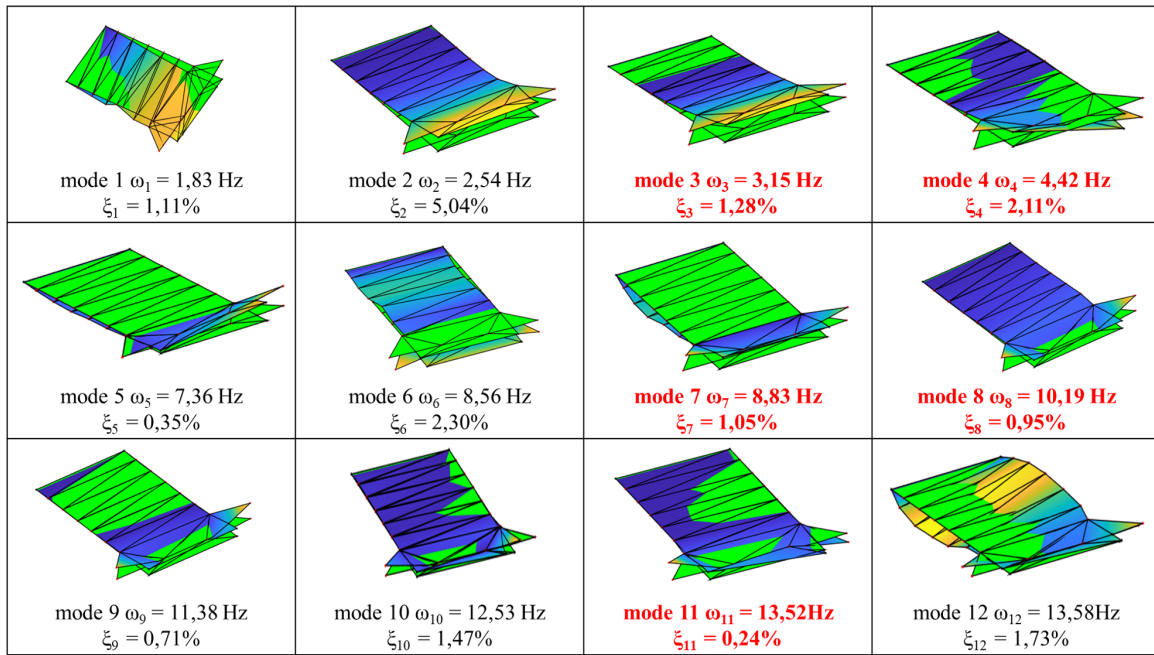 mode 1 ω₁ = 1,83 Hz
ξ₁ = 1,11%
mode 2 ω₂ = 2,54 Hz
ξ₂ = 5,04%
mode 3 ω₃ = 3,15 Hz
ξ₃ = 1,28%
mode 4 ω₄ = 4,42 Hz
ξ₄ = 2,11%
mode 5 ω₅ = 7,36 Hz
ξ₅ = 0,35%
mode 6 ω₆ = 8,56 Hz
ξ₆ = 2,30%
mode 7 ω₇ = 8,83 Hz
ξ₇ = 1,05%
mode 8 ω₈ = 10,19 Hz
ξ₈ = 0,95%
mode 9 ω₉ = 11,38 Hz
ξ₉ = 0,71%
mode 10 ω₁₀ = 12,53 Hz
ξ₁₀ = 1,47%
mode 11 ω₁₁ = 13,52Hz
ξ₁₁ = 0,24%
mode 12 ω₁₂ = 13,58Hz
ξ₁₂ = 1,73%